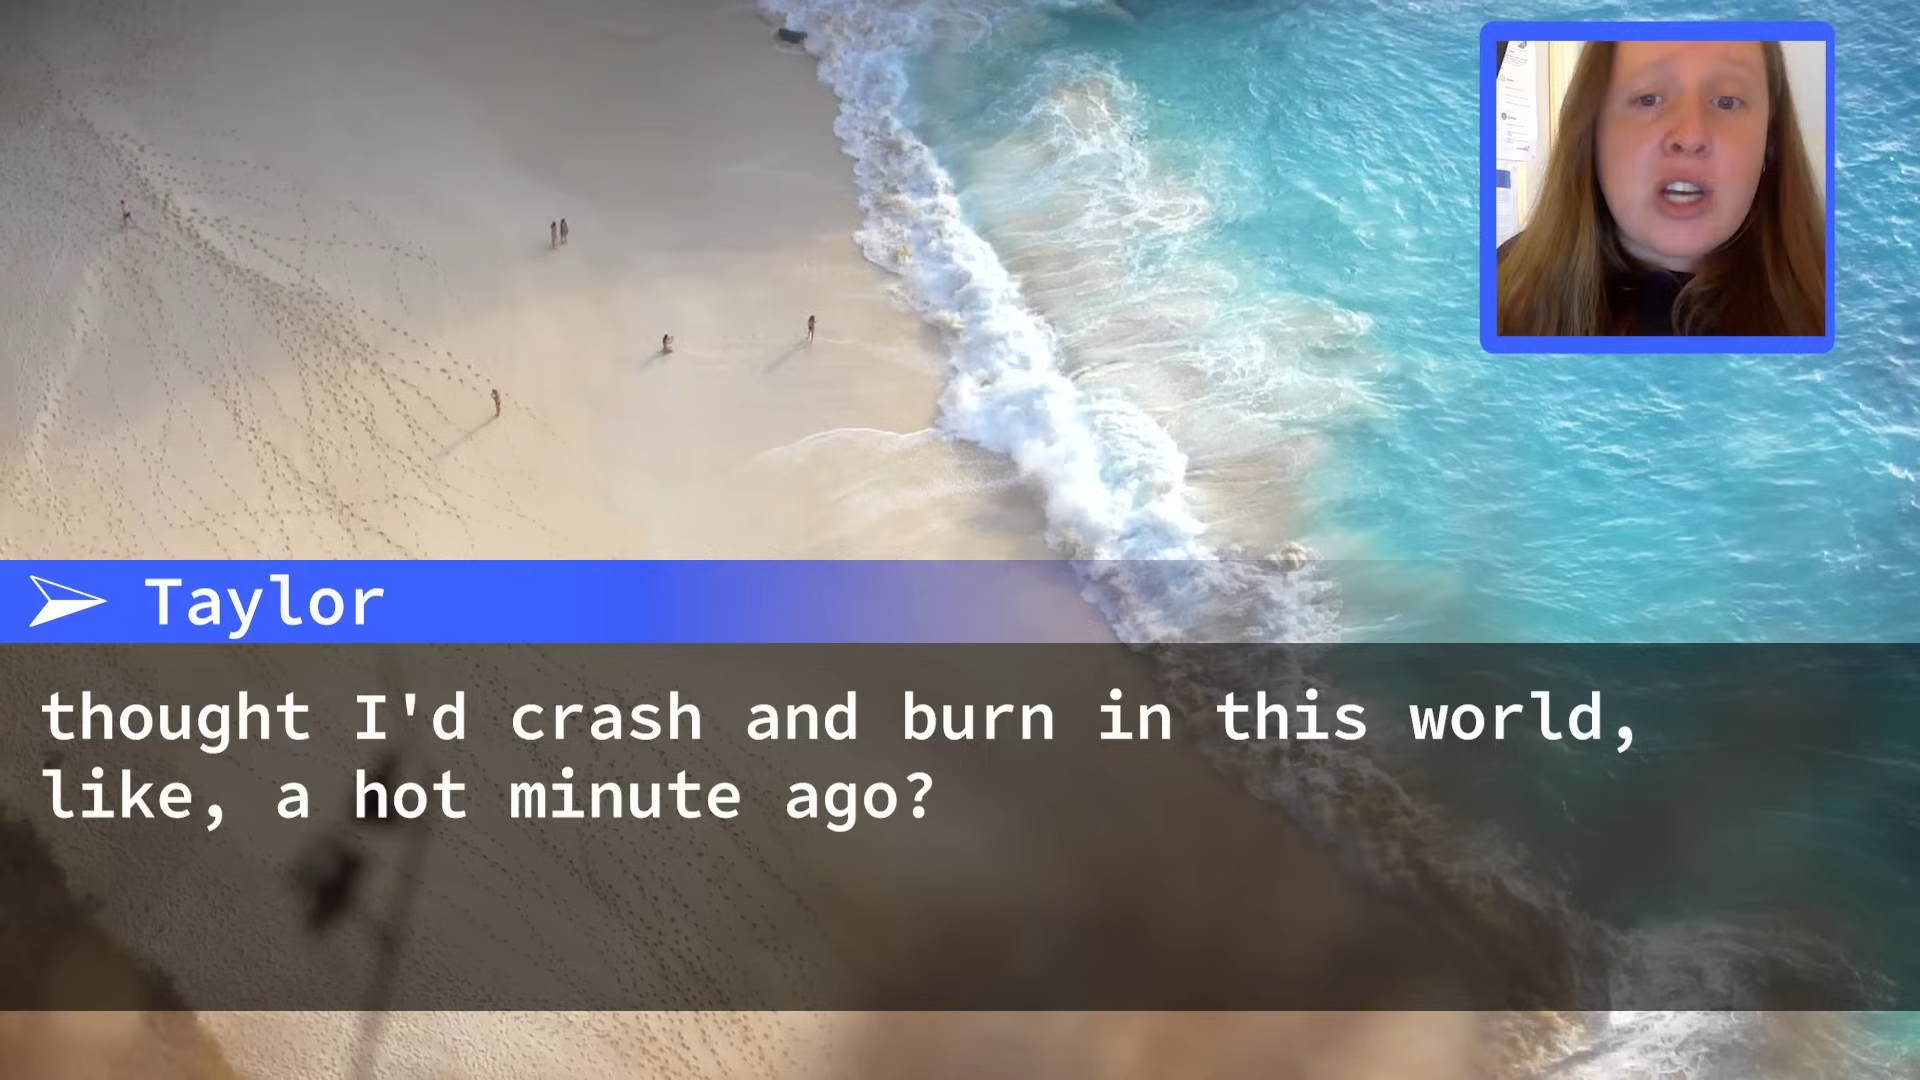 Taylor
thought I'd crash and burn in this world,
like, a hot minute ago?